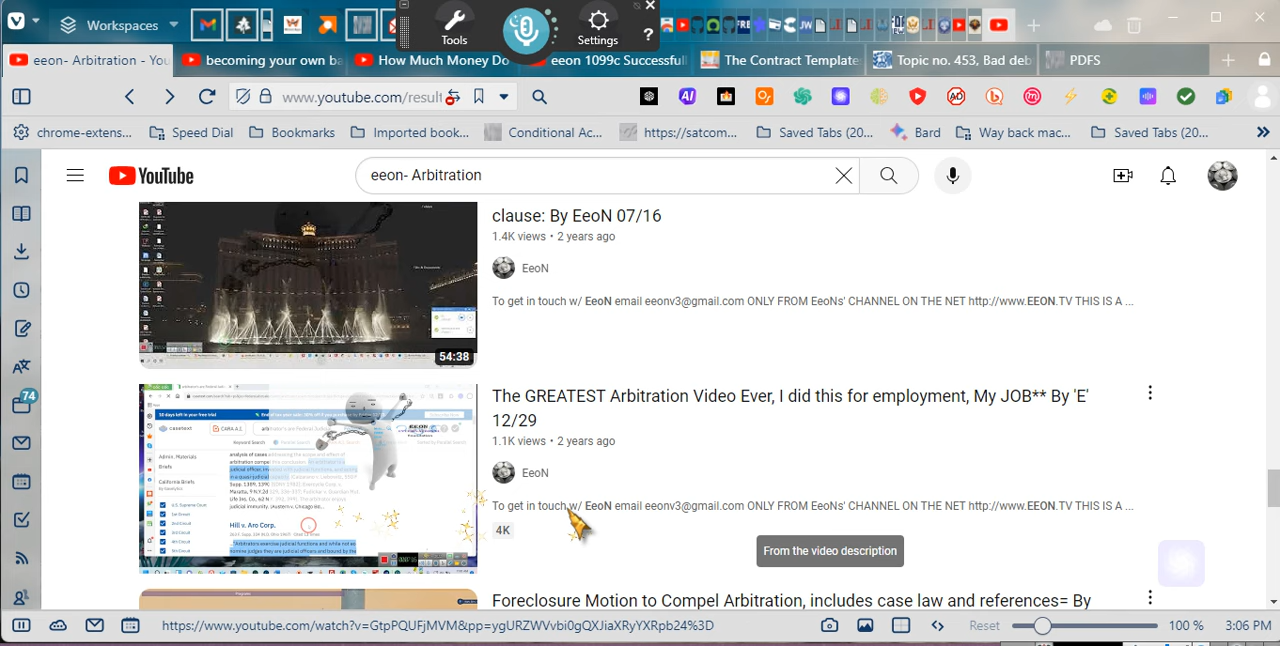 Workspaces
Tools
Settings
?
eeon- Arbitration - You
becoming your own ba
How Much Money Do
eeon 1099c Successful
The Contract Template
Topic no. 453, Bad deb
PDFS
www.youtube.com/result
chrome-exten...
Speed Dial
Bookmarks
Imported book...
Conditional Ac...
https://satcom...
Saved Tabs (20...
Bard
Way back mac...
Saved Tabs (20...
YouTube
eeon- Arbitration
clause: By EeoN 07/16
1.4K views • 2 years ago
EeoN
To get in touch w/ EeoN email eeonv3@gmail.com ONLY FROM EeoNs' CHANNEL ON THE NET http://www.EEON.TV THIS IS A ...
54:38
The GREATEST Arbitration Video Ever, I did this for employment, My JOB** By 'E'
12/29
1.1K views • 2 years ago
EeoN
To get in touch w/ EeoN email eeonv3@gmail.com ONLY FROM EeoNs' CHANNEL ON THE NET http://www.EEON.TV THIS IS A ...
4K
From the video description
casetext
CARA A.I.
Hill v. Aro Corp.
74
Foreclosure Motion to Compel Arbitration, includes case law and references= By
https://www.youtube.com/watch?v=GtpPQUFjMVM&pp=ygURZWVvbi0gQXJiaXRyYXRpb24%3D
Reset
100 %
3:06 PM